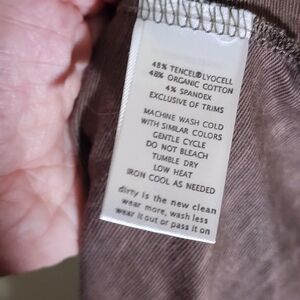 48% TENCEL®LYOCELL
48% ORGANIC COTTON
4% SPANDEX
EXCLUSIVE OF TRIMS
MACHINE WASH COLD
WITH SIMILAR COLORS
GENTLE CYCLE
DO NOT BLEACH
TUMBLE DRY
LOW HEAT
IRON COOL AS NEEDED
dirty is the new clean
wear more, wash less
wear it out or pass it on